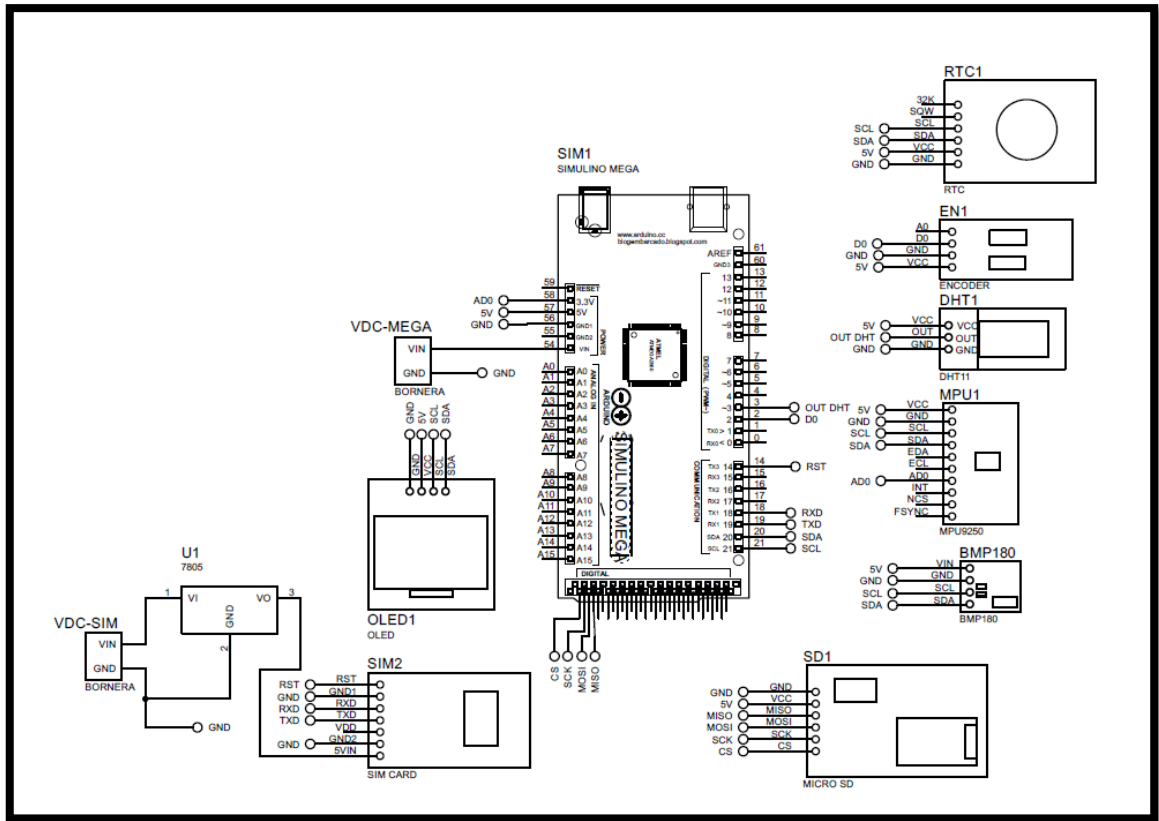 RTC1
32K
SQW
SCL SCL
SDA SDA
5V VCC
GND GND
RTC
SIM1
SIMULINO MEGA
www.arduino.cc
blogembarcado.blogspot.com
AREF 61
GND3 60
13 13
12 12
~11 11
~10 10
~9 9
8 8
7 7
~6 6
~5 5
4 4
~3 3 OUT DHT
2 2 D0
TX0> 1 1
RX0< 0 0
DIGITAL (PWM~)
TX3 14 14 RST
RX3 15 15
TX2 16 16
RX2 17 17
TX1 18 18 RXD
RX1 19 19 TXD
SDA 20 20 SDA
SCL 21 21 SCL
COMMUNICATION
59 RESET
AD0 58 3.3V
5V 57 5V
GND 56 GND1
55 GND2
54 VIN
POWER
A0 A0
A1 A1
A2 A2
A3 A3
A4 A4
A5 A5
A6 A6
A7 A7
A8 A8
A9 A9
A10 A10
A11 A11
A12 A12
A13 A13
A14 A14
A15 A15
ANALOG IN
ATMEL
ARDUINO
SIMULINO MEGA
DIGITAL
CS
SCK
MOSI
MISO
VDC-MEGA
VIN
GND GND
BORNERA
GND 5V SCL SDA
GND VCC SCL SDA
OLED1
OLED
U1
7805
1 VI VO 3
GND
2
VDC-SIM
VIN
GND
BORNERA
GND
SIM2
RST RST
GND GND1
RXD RXD
TXD TXD
VDD
GND GND2
5VIN
SIM CARD
EN1
A0
D0 D0
GND GND
5V VCC
ENCODER
DHT1
5V VCC VCC
OUT DHT OUT OUT
GND GND GND
DHT11
MPU1
5V VCC
GND GND
SCL SCL
SDA SDA
EDA
ECL
AD0 AD0
INT
NCS
FSYNC
MPU9250
BMP180
5V VIN
GND GND
SCL SCL
SDA SDA
BMP180
SD1
GND GND
5V VCC
MISO MISO
MOSI MOSI
SCK SCK
CS CS
MICRO SD